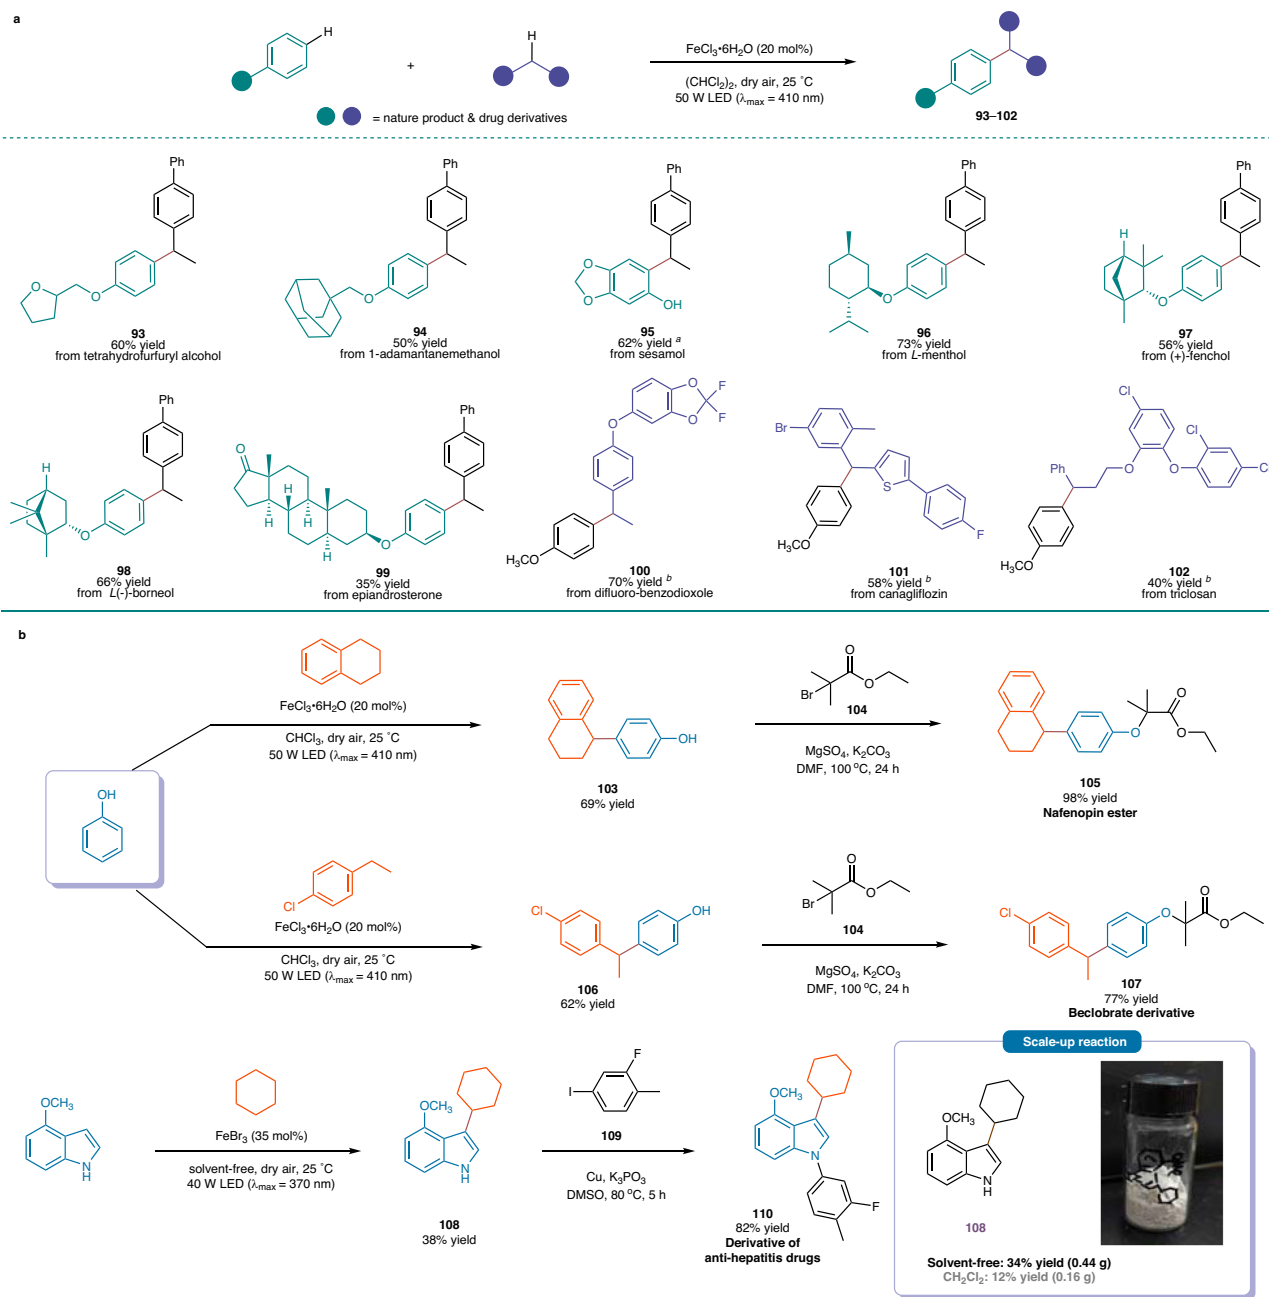 a
H
+
H
= nature product & drug derivatives
FeCl3•6H2O (20 mol%)
(CHCl2)2, dry air, 25 ˚C
50 W LED (λmax = 410 nm)
93–102
Ph
O
O
93
60% yield
from tetrahydrofurfuryl alcohol
Ph
O
94
50% yield
from 1-adamantanemethanol
Ph
O
O
OH
95
62% yield a
from sesamol
Ph
O
96
73% yield
from L-menthol
Ph
H
O
97
56% yield
from (+)-fenchol
Ph
H
O
98
66% yield
from L(-)-borneol
Ph
O
H
H
H
H
O
99
35% yield
from epiandrosterone
O
O
F
F
O
H3CO
100
70% yield b
from difluoro-benzodioxole
Br
S
F
H3CO
101
58% yield b
from canagliflozin
Cl
Cl
Cl
O
O
Ph
H3CO
102
40% yield b
from triclosan
b
OH
FeCl3•6H2O (20 mol%)
CHCl3, dry air, 25 ˚C
50 W LED (λmax = 410 nm)
OH
103
69% yield
O
O
Br
104
MgSO4, K2CO3
DMF, 100 oC, 24 h
O
O
O
105
98% yield
Nafenopin ester
Cl
FeCl3•6H2O (20 mol%)
CHCl3, dry air, 25 ˚C
50 W LED (λmax = 410 nm)
Cl
OH
106
62% yield
O
O
Br
104
MgSO4, K2CO3
DMF, 100 oC, 24 h
Cl
O
O
O
107
77% yield
Beclobrate derivative
OCH3
N
H
FeBr3 (35 mol%)
solvent-free, dry air, 25 ˚C
40 W LED (λmax = 370 nm)
OCH3
N
H
108
38% yield
F
I
109
Cu, K3PO3
DMSO, 80 oC, 5 h
OCH3
N
F
110
82% yield
Derivative of
anti-hepatitis drugs
Scale-up reaction
OCH3
N
H
108
Solvent-free: 34% yield (0.44 g)
CH2Cl2: 12% yield (0.16 g)